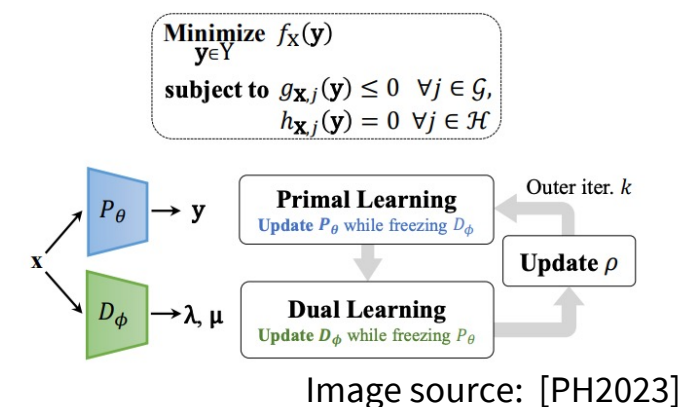 Minimize f_X(y)
y∈Y
subject to g_{X,j}(y) ≤ 0 ∀j ∈ 𝒢,
h_{X,j}(y) = 0 ∀j ∈ ℋ
x
P_θ
y
D_ϕ
λ, μ
Primal Learning
Update P_θ while freezing D_ϕ
Dual Learning
Update D_ϕ while freezing P_θ
Outer iter. k
Update ρ
Image source: [PH2023]